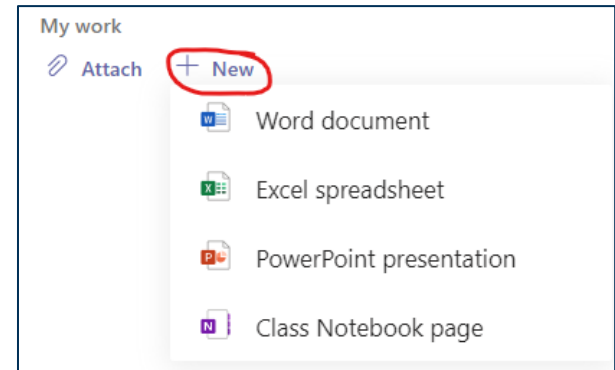 My work
Attach + New
Word document
Excel spreadsheet
PowerPoint presentation
Class Notebook page